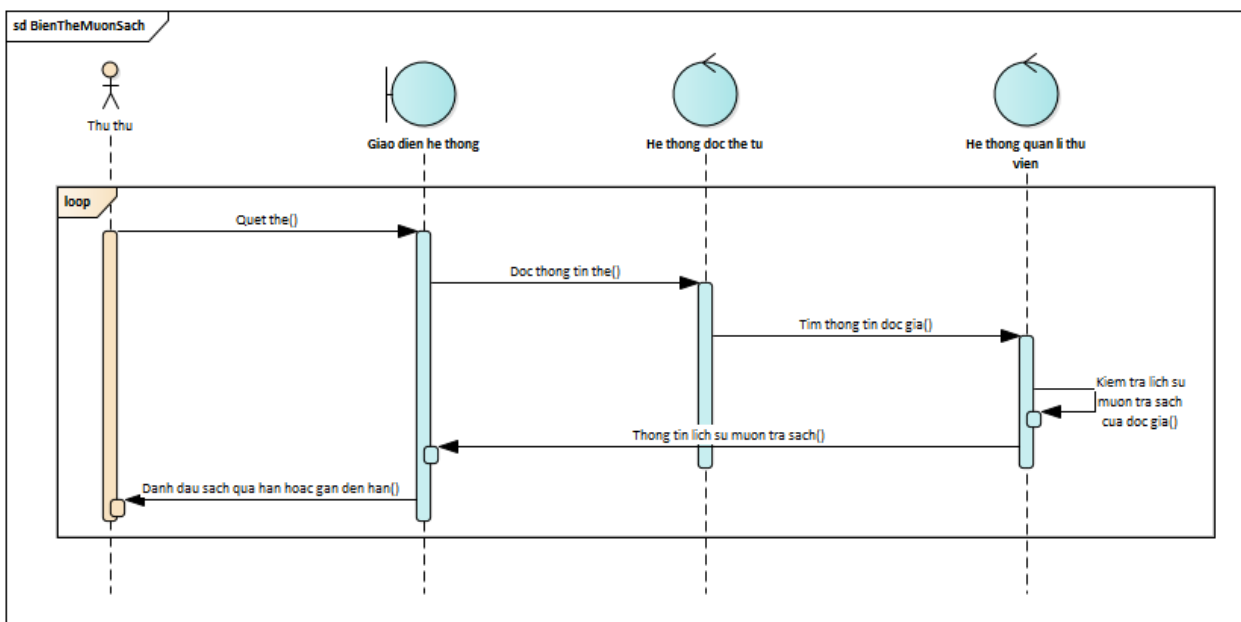 sd BienTheMuonSach
Thu thu
Giao dien he thong
He thong doc the tu
He thong quan li thu
vien
loop
Quet the()
Doc thong tin the()
Tim thong tin doc gia()
Kiem tra lich su
muon tra sach
cua doc gia()
Thong tin lich su muon tra sach()
Danh dau sach qua han hoac gan den han()